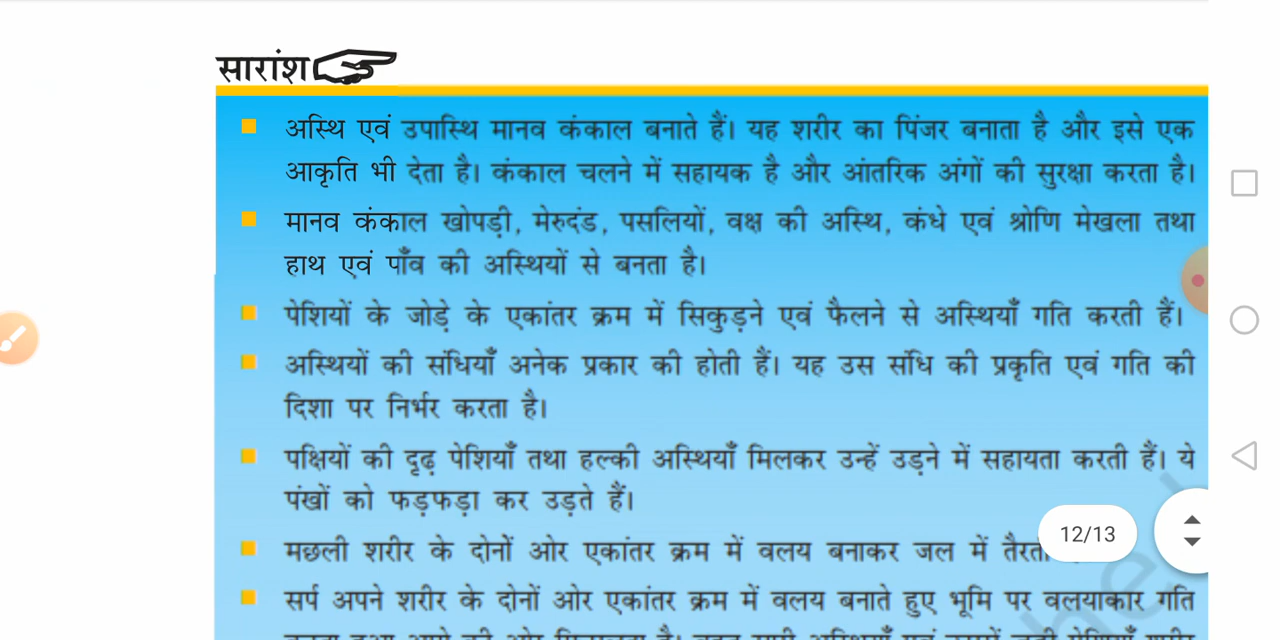 सारांश
अस्थि एवं उपास्थि मानव कंकाल बनाते हैं। यह शरीर का पिंजर बनाता है और इसे एक
आकृति भी देता है। कंकाल चलने में सहायक है और आंतरिक अंगों की सुरक्षा करता है।
मानव कंकाल खोपड़ी, मेरुदंड, पसलियों, वक्ष की अस्थि, कंधे एवं श्रोणि मेखला तथा
हाथ एवं पाँव की अस्थियों से बनता है।
पेशियों के जोड़े के एकांतर क्रम में सिकुड़ने एवं फैलने से अस्थियाँ गति करती हैं।
अस्थियों की संधियाँ अनेक प्रकार की होती हैं। यह उस संधि की प्रकृति एवं गति की
दिशा पर निर्भर करता है।
पक्षियों की दृढ़ पेशियाँ तथा हल्की अस्थियाँ मिलकर उन्हें उड़ने में सहायता करती हैं। ये
पंखों को फड़फड़ा कर उड़ते हैं।
मछली शरीर के दोनों ओर एकांतर क्रम में वलय बनाकर जल में
12/13
सर्प अपने शरीर के दोनों ओर एकांतर क्रम में वलय बनाते हुए भूमि पर वलयाकार गति